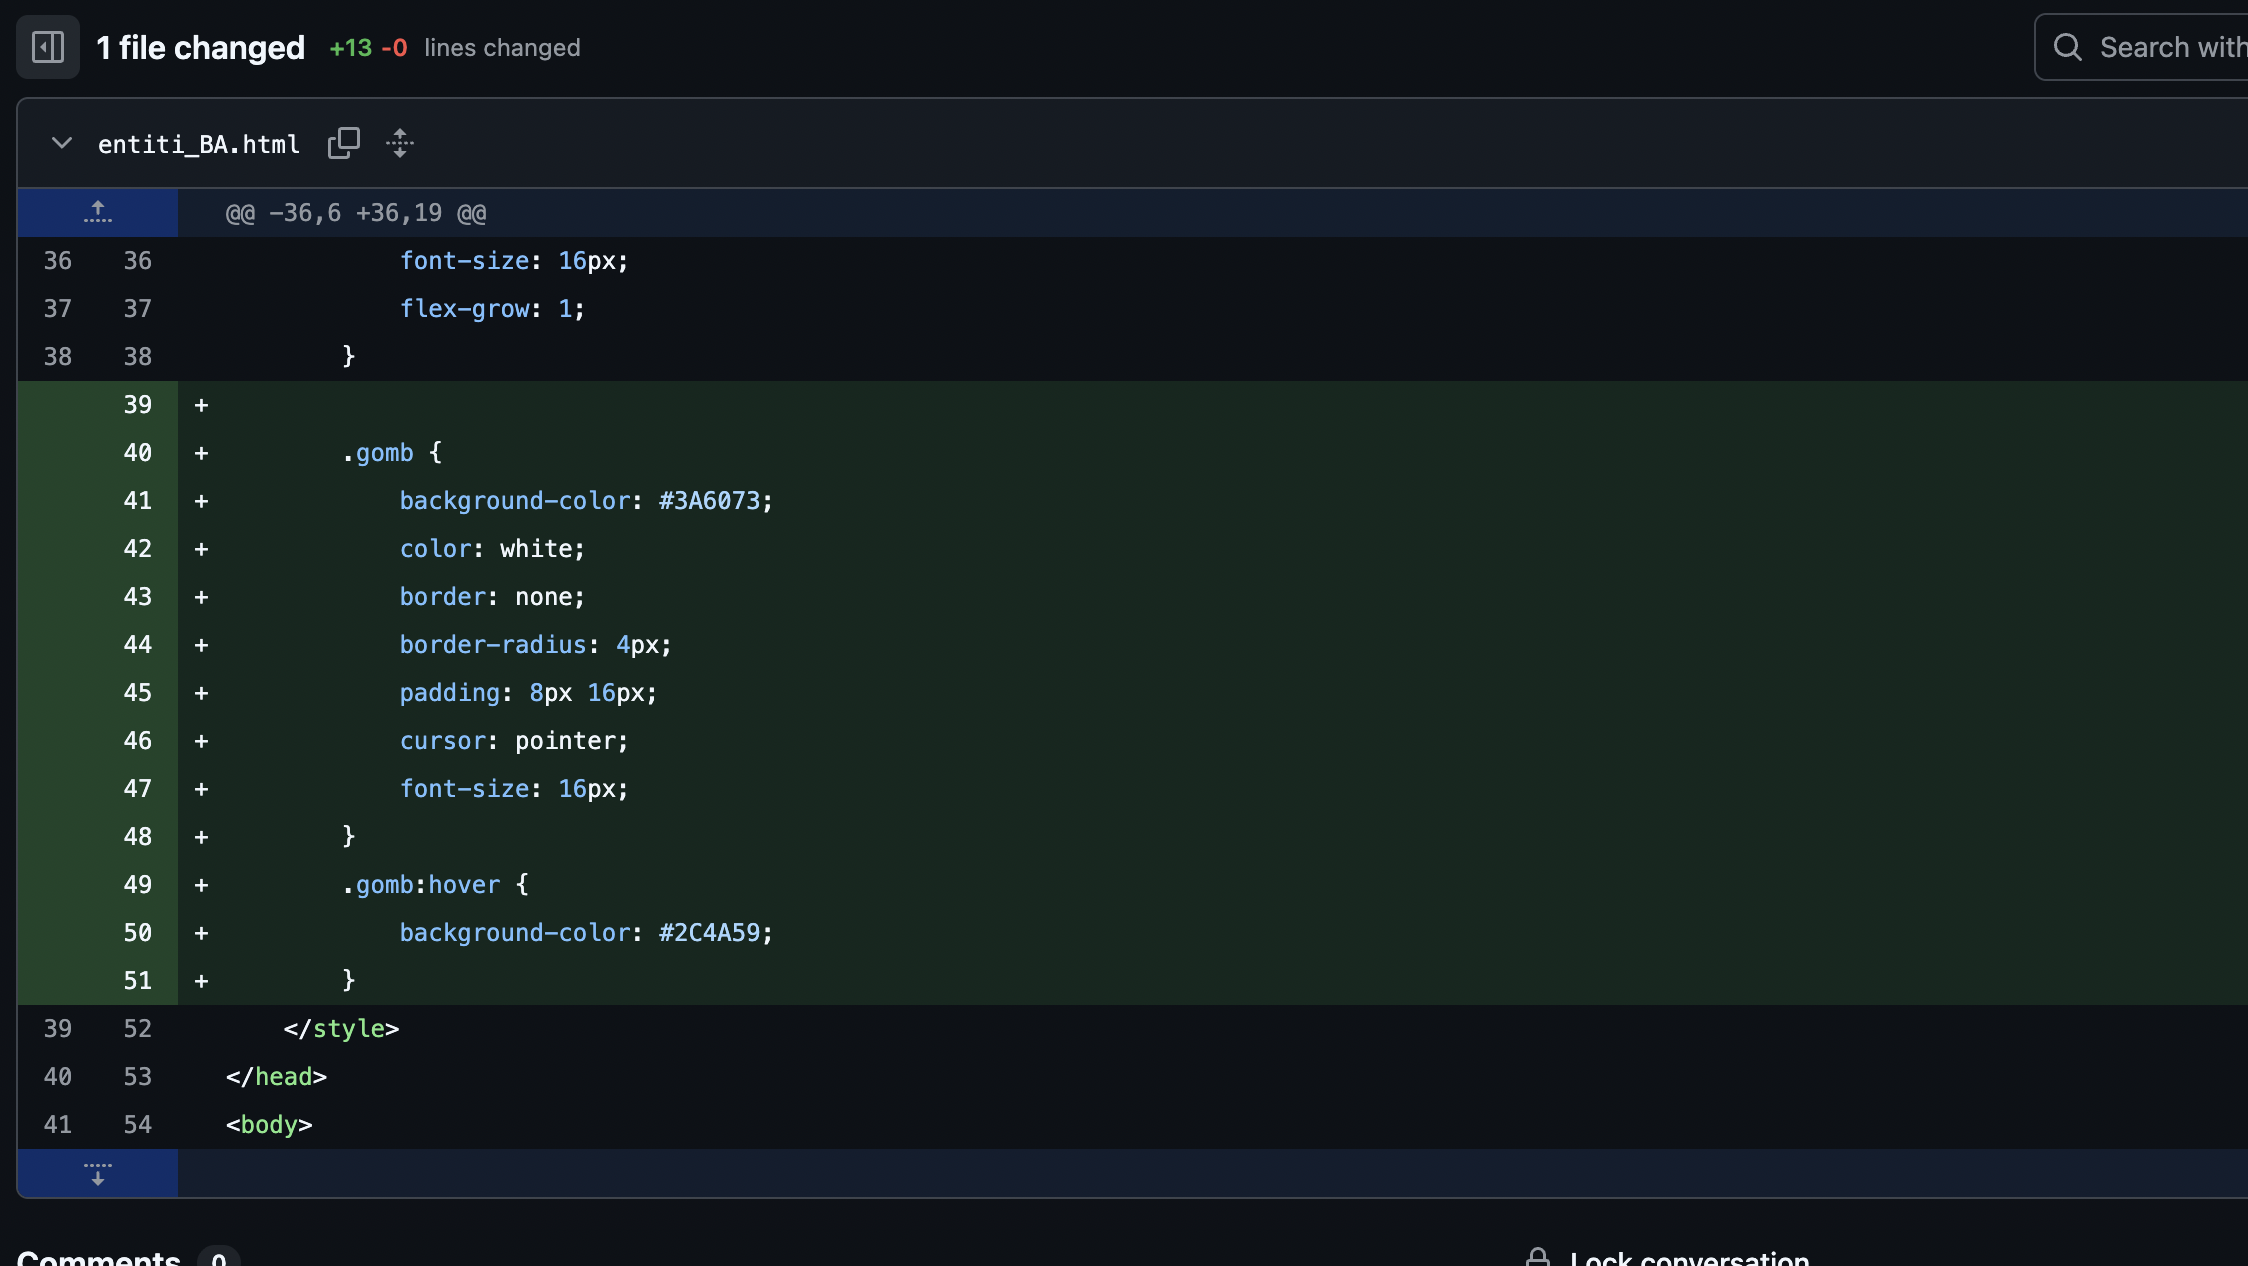 1 file changed +13 -0 lines changed
Search with
entiti_BA.html
@@ -36,6 +36,19 @@
36 36 font-size: 16px;
37 37 flex-grow: 1;
38 38 }
39 +
40 + .gomb {
41 + background-color: #3A6073;
42 + color: white;
43 + border: none;
44 + border-radius: 4px;
45 + padding: 8px 16px;
46 + cursor: pointer;
47 + font-size: 16px;
48 + }
49 + .gomb:hover {
50 + background-color: #2C4A59;
51 + }
39 52 </style>
40 53 </head>
41 54 <body>
Comments 0
Lock conversation